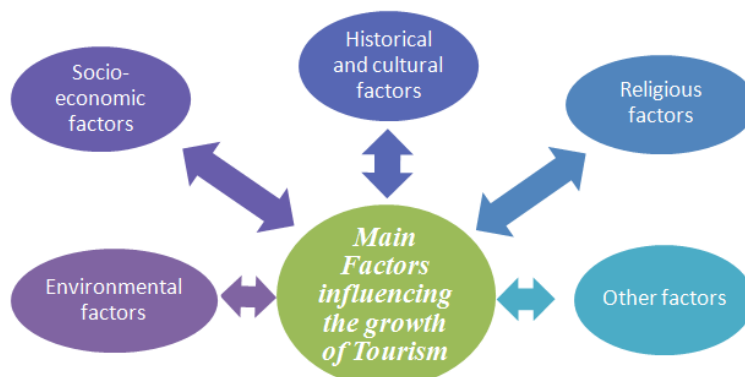 Socio-
economic
factors
Historical
and cultural
factors
Religious
factors
Environmental
factors
Main
Factors
influencing
the growth
of Tourism
Other factors